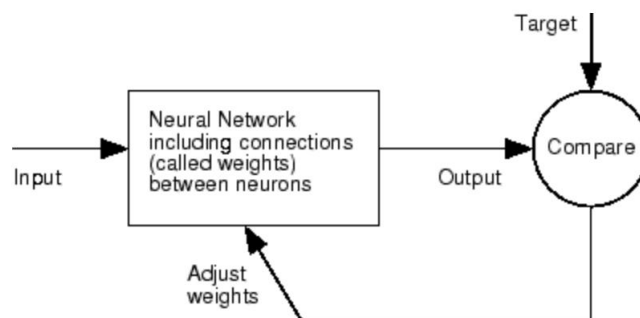 Target
Neural Network
including connections
(called weights)
between neurons
Compare
Input
Output
Adjust
weights